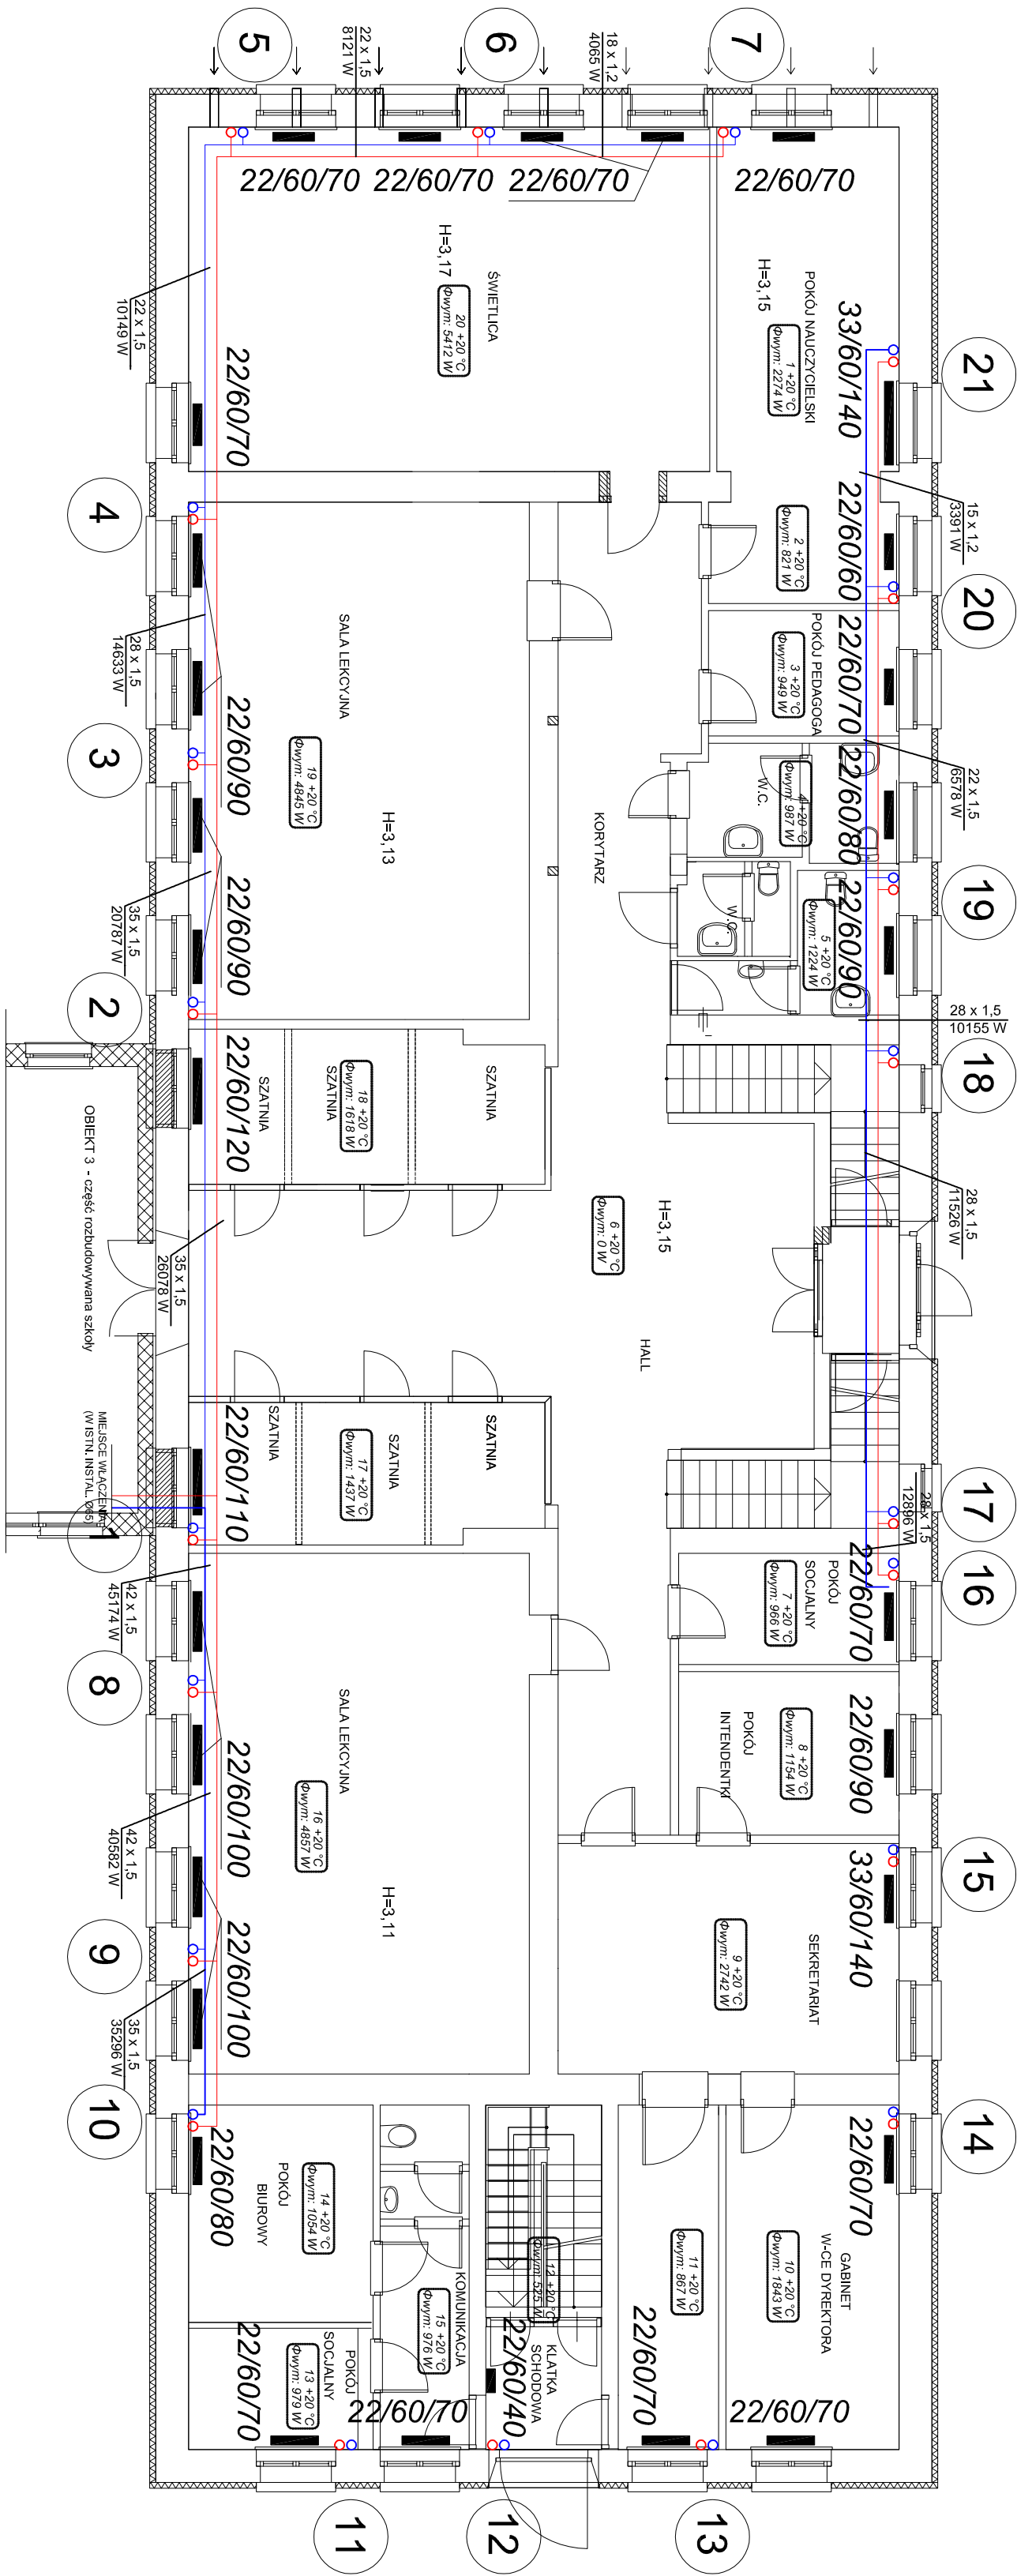 5
6
7
22 x 1,5
8121 W
18 x 1,2
4065 W
22/60/70
22/60/70
22/60/70
22/60/70
H=3,17
ŚWIETLICA
20 +20 °C
Φwym: 5412 W
H=3,15
POKÓJ NAUCZYCIELSKI
1 +20 °C
Φwym: 2274 W
33/60/140
21
22 x 1,5
10149 W
22/60/70
4
15 x 1,2
3391 W
2 +20 °C
Φwym: 821 W
22/60/60
20
28 x 1,5
14633 W
SALA LEKCYJNA
POKÓJ PEDAGOGA
3 +20 °C
Φwym: 949 W
22/60/70
3
22/60/90
19 +20 °C
Φwym: 4845 W
H=3,13
KORYTARZ
W.C.
4 +20 °C
Φwym: 987 W
22/60/80
22 x 1,5
6578 W
35 x 1,5
20787 W
22/60/90
W.C.
5 +20 °C
Φwym: 1224 W
22/60/90
19
2
28 x 1,5
10155 W
18
22/60/120
SZATNIA
SZATNIA
18 +20 °C
Φwym: 1618 W
SZATNIA
OBIEKT 3 - część rozbudowywana szkoły
28 x 1,5
11526 W
35 x 1,5
26078 W
6 +20 °C
Φwym: 0 W
H=3,15
HALL
MIEJSCE WŁĄCZENIA
(W ISTN. INSTAL. Ø65)
1
22/60/110
SZATNIA
17 +20 °C
Φwym: 1437 W
SZATNIA
SZATNIA
28 x 1,5
12896 W
17
16
42 x 1,5
45174 W
8
POKÓJ
SOCJALNY
7 +20 °C
Φwym: 966 W
22/60/70
SALA LEKCYJNA
22/60/100
16 +20 °C
Φwym: 4857 W
H=3,11
POKÓJ
INTENDENTKI
8 +20 °C
Φwym: 1154 W
22/60/90
42 x 1,5
40582 W
9
22/60/100
SEKRETARIAT
9 +20 °C
Φwym: 2742 W
33/60/140
15
35 x 1,5
35296 W
10
22/60/80
POKÓJ
BIUROWY
14 +20 °C
Φwym: 1054 W
KOMUNIKACJA
15 +20 °C
Φwym: 976 W
12 +20 °C
Φwym: 525 W
11 +20 °C
Φwym: 867 W
GABINET
W-CE DYREKTORA
10 +20 °C
Φwym: 1843 W
22/60/70
14
22/60/70
POKÓJ
SOCJALNY
13 +20 °C
Φwym: 979 W
22/60/70
KLATKA
SCHODOWA
22/60/40
22/60/70
22/60/70
11
12
13